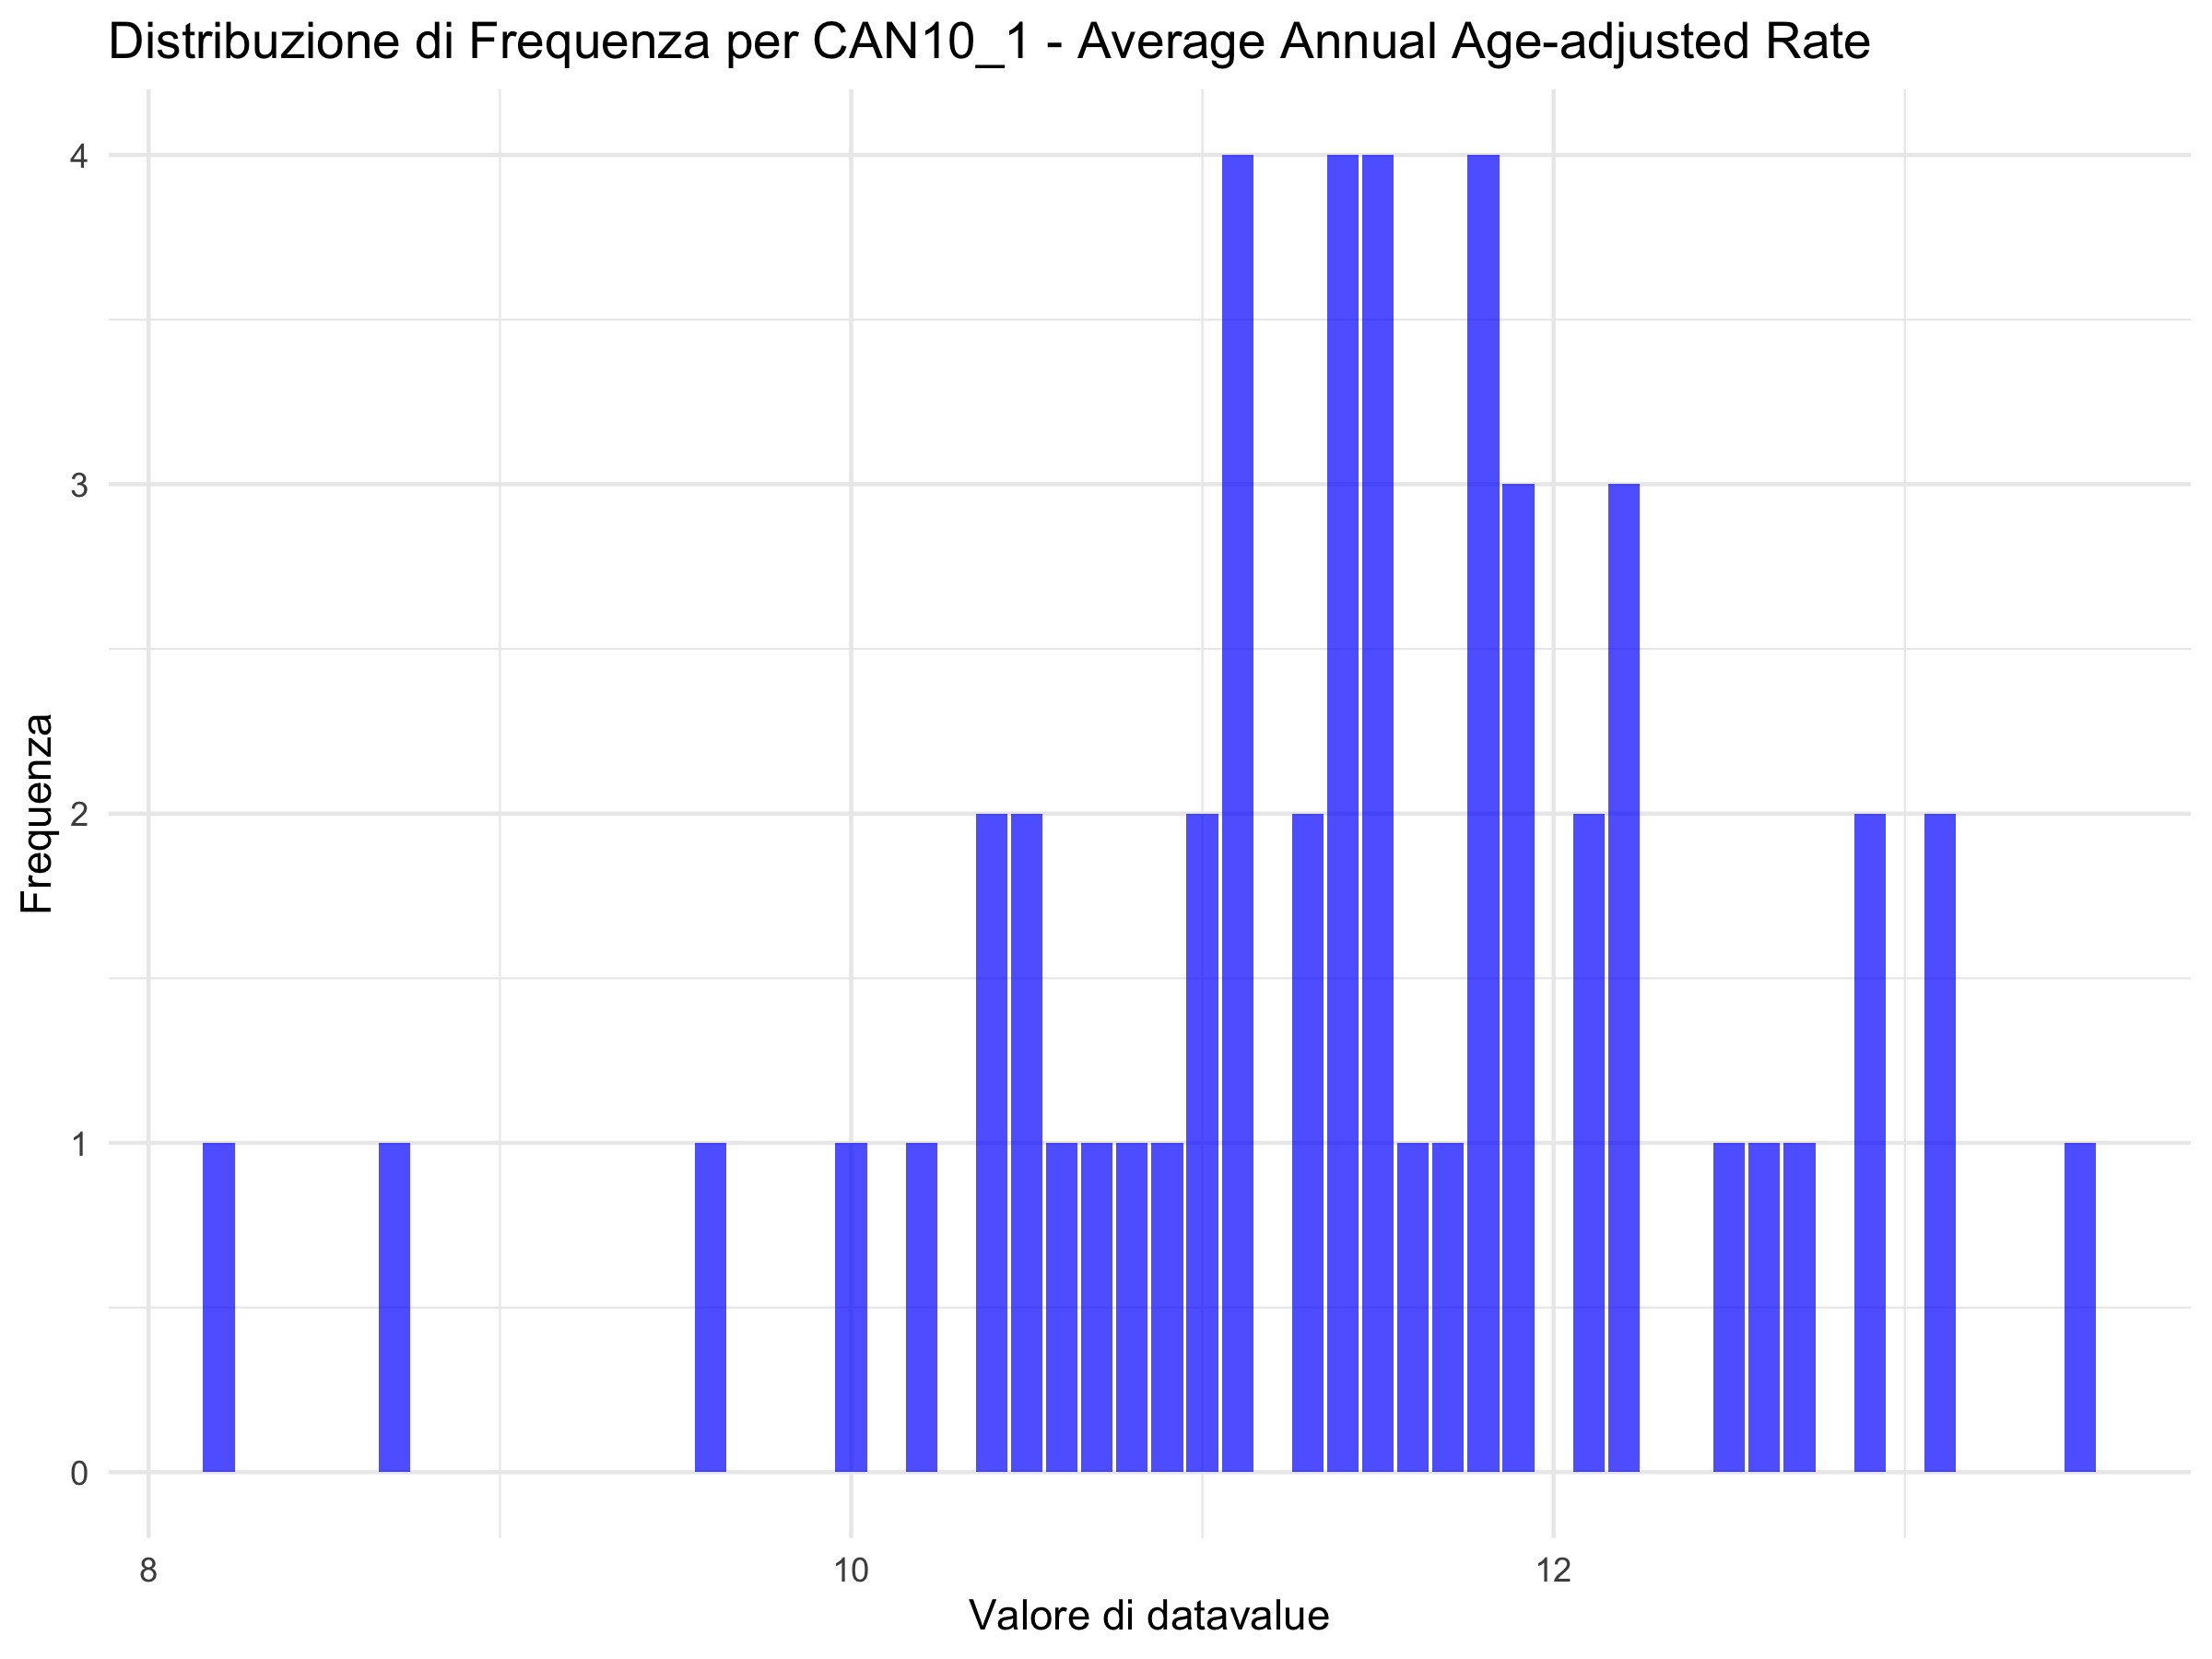 Distribuzione di Frequenza per CAN10_1 - Average Annual Age-adjusted Rate
4
3
2
1
0
Frequenza
8
10
12
Valore di datavalue